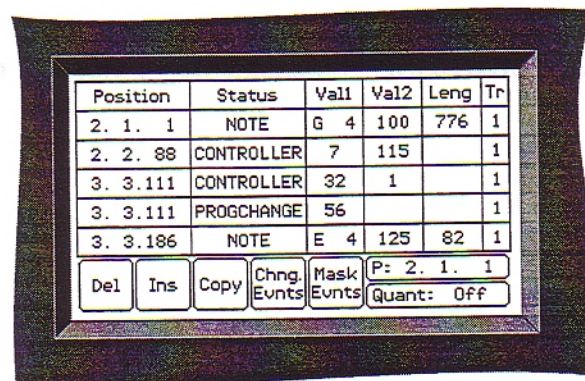 Position Status Val1 Val2 Leng Tr
2. 1. 1 NOTE G 4 100 776 1
2. 2. 88 CONTROLLER 7 115 1
3. 3.111 CONTROLLER 32 1 1
3. 3.111 PROGCHANGE 56 1
3. 3.186 NOTE E 4 125 82 1
Del Ins Copy Chng. Evnts Mask Evnts P: 2. 1. 1
Quant: Off